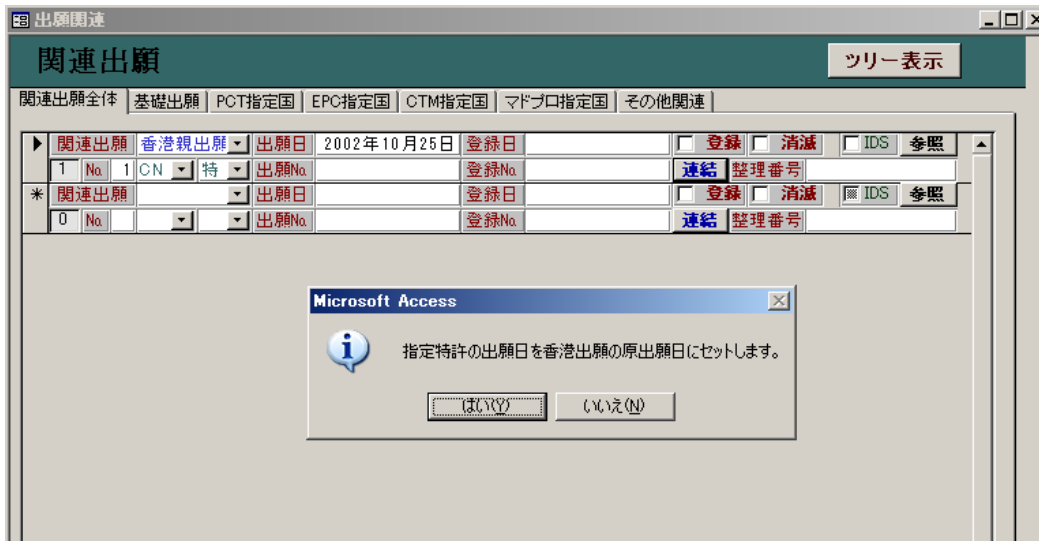 出願関連
関連出願
ツリー表示
関連出願全体 基礎出願 PCT指定国 EPC指定国 CTM指定国 マドプロ指定国 その他関連
関連出願 香港親出願 出願日 2002年10月25日 登録日 登録 消滅 IDS 参照
1 No. 1 CN 特 出願No. 登録No. 連結 整理番号
* 関連出願 出願日 登録日 登録 消滅 IDS 参照
0 No. 出願No. 登録No. 連結 整理番号
Microsoft Access
指定特許の出願日を香港出願の原出願日にセットします。
はい(Y) いいえ(N)